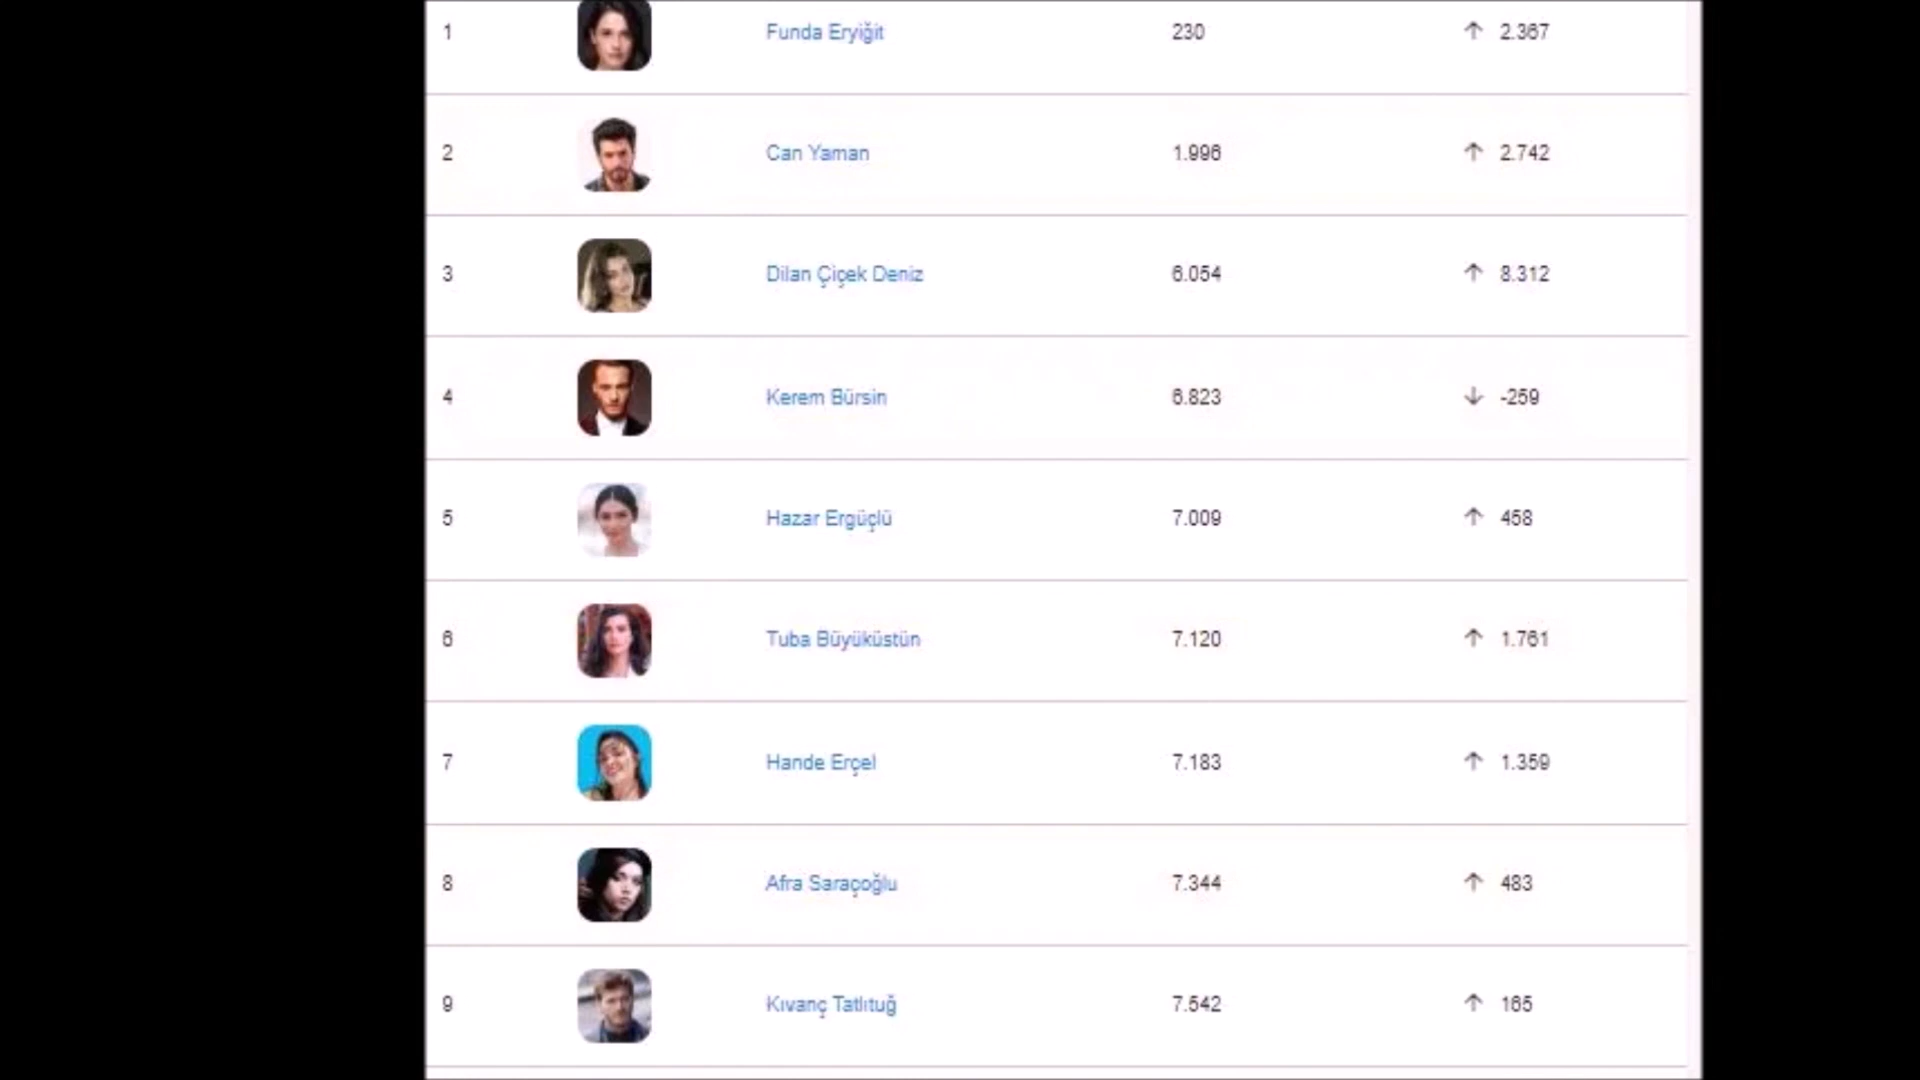 1 Funda Eryiğit 230 ↑ 2.367
2 Can Yaman 1.996 ↑ 2.742
3 Dilan Çiçek Deniz 6.054 ↑ 8.312
4 Kerem Bürsin 6.823 ↓ -259
5 Hazar Ergüçlü 7.009 ↑ 458
6 Tuba Büyüküstün 7.120 ↑ 1.761
7 Hande Erçel 7.183 ↑ 1.359
8 Afra Saraçoğlu 7.344 ↑ 483
9 Kıvanç Tatlıtuğ 7.542 ↑ 165